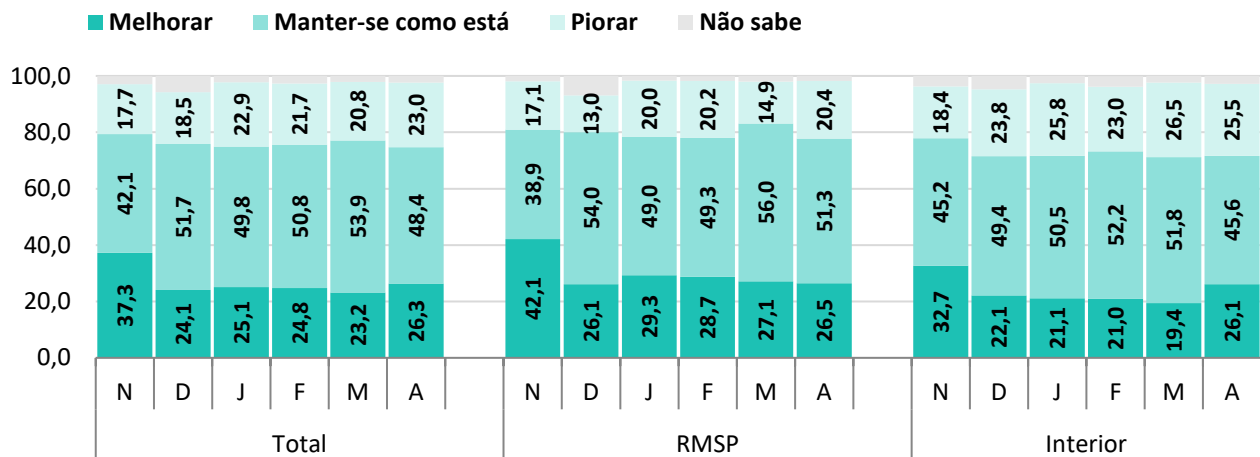 Melhorar Manter-se como está Piorar Não sabe
100,0
80,0
60,0
40,0
20,0
0,0
17,7 18,5 22,9 21,7 20,8 23,0 17,1 13,0 20,0 20,2 14,9 20,4 18,4 23,8 25,8 23,0 26,5 25,5
42,1 51,7 49,8 50,8 53,9 48,4 38,9 54,0 49,0 49,3 56,0 51,3 45,2 49,4 50,5 52,2 51,8 45,6
37,3 24,1 25,1 24,8 23,2 26,3 42,1 26,1 29,3 28,7 27,1 26,5 32,7 22,1 21,1 21,0 19,4 26,1
N D J F M A N D J F M A N D J F M A
Total RMSP Interior